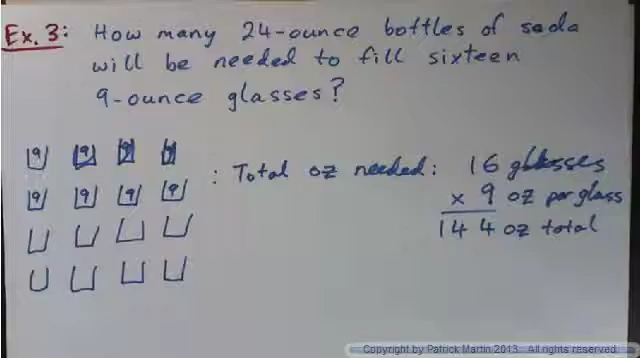 Ex. 3: How many 24-ounce bottles of soda
will be needed to fill sixteen
9-ounce glasses?
9 9 9 9
9 9 9 9
: Total oz needed: 16 glasses
x 9 oz per glass
144 oz total
Copyright by Patrick Martin 2013. All rights reserved.